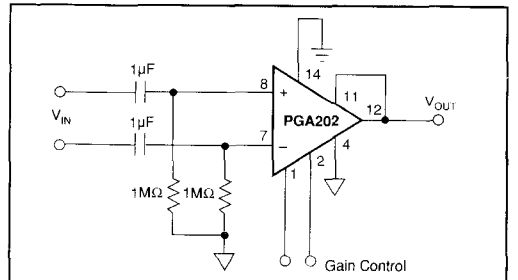 1µF
14
8
+
11
12
V_OUT
V_IN
1µF
PGA202
7
–
4
2
1
1MΩ
1MΩ
Gain Control